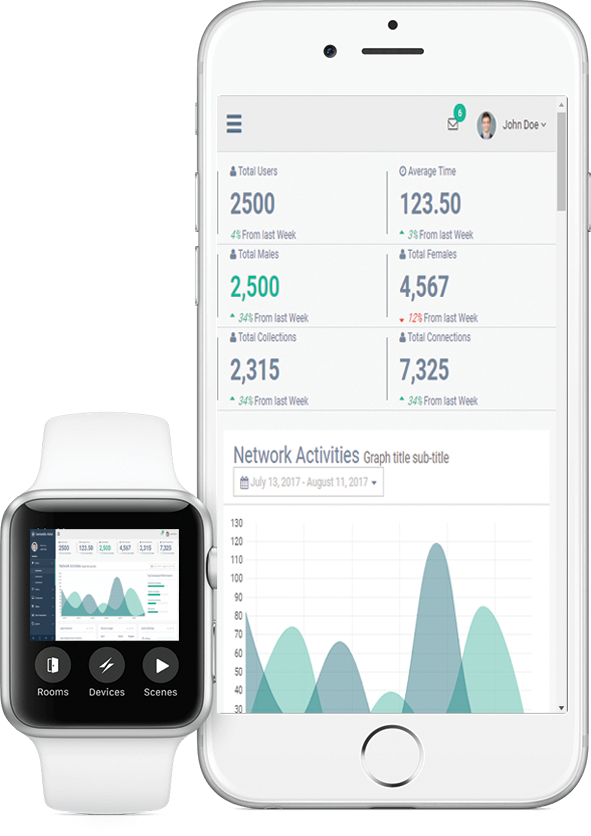 6
John Doe
Total Users
2500
4% From last Week
Average Time
123.50
3% From last Week
Total Males
2,500
34% From last Week
Total Females
4,567
12% From last Week
Total Collections
2,315
34% From last Week
Total Connections
7,325
34% From last Week
Network Activities Graph title sub-title
July 13, 2017 - August 11, 2017
130
120
110
100
90
80
70
60
50
40
30
2500
123.50
2,500
4,567
2,315
7,325
Network Activities
Rooms
Devices
Scenes